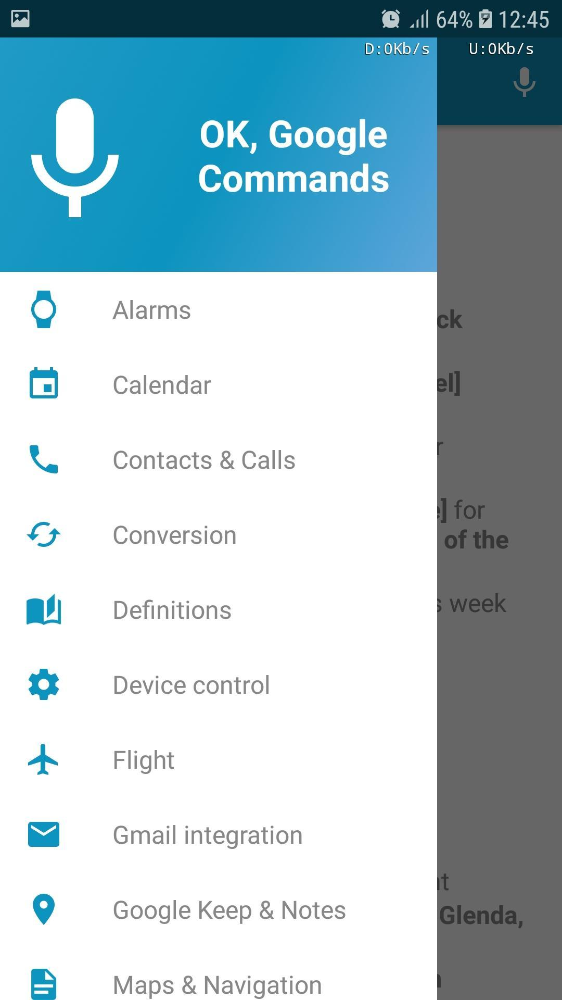 64% 12:45
D:0Kb/s U:0Kb/s
OK, Google
Commands
Alarms
ck
Calendar
el]
Contacts & Calls
r
for
Conversion
of the
Definitions
week
Device control
Flight
Gmail integration
Google Keep & Notes
Glenda,
Maps & Navigation